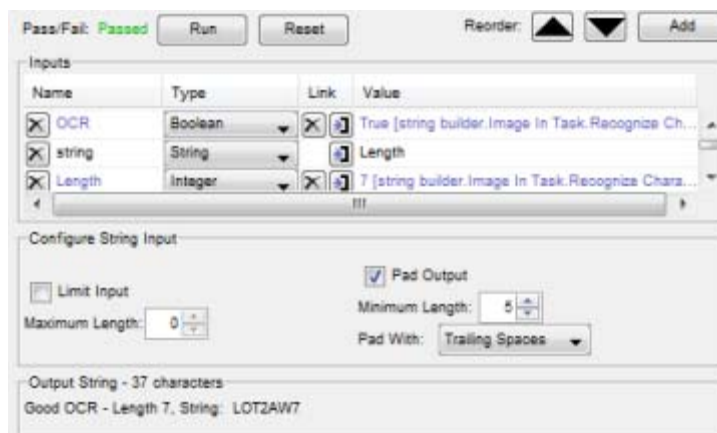 Pass/Fail: Passed Run Reset Reorder: Add
Inputs
Name Type Link Value
OCR Boolean True [string builder.Image In Task.Recognize Ch...
string String Length
Length Integer 7 [string builder.Image In Task.Recognize Chara...
Configure String Input
Limit Input
Maximum Length: 0
Pad Output
Minimum Length: 5
Pad With: Trailing Spaces
Output String - 37 characters
Good OCR - Length 7, String: LOT2AW7